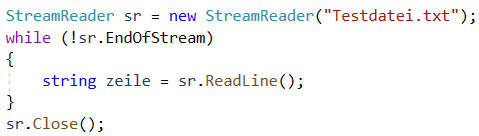 StreamReader sr = new StreamReader("Testdatei.txt");
while (!sr.EndOfStream)
{
    string zeile = sr.ReadLine();
}
sr.Close();